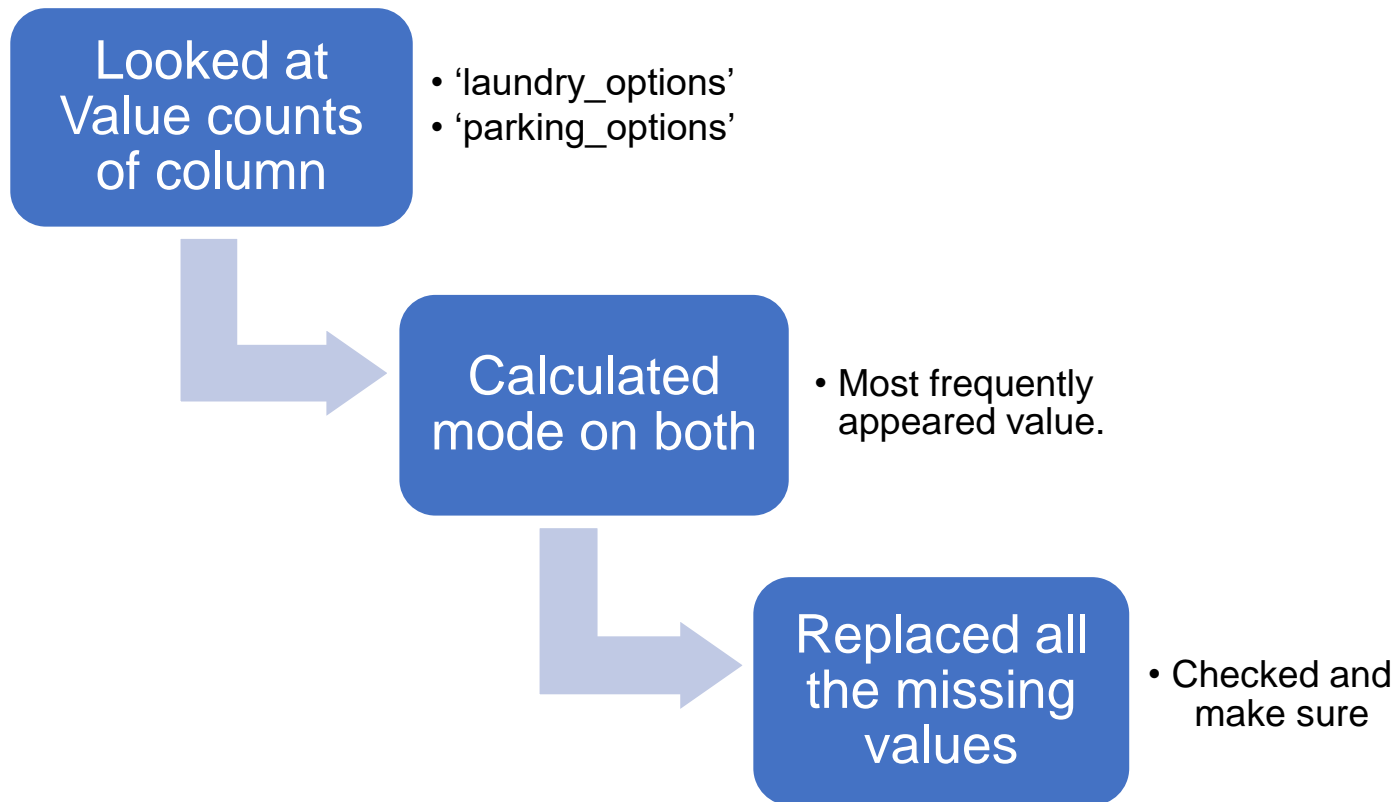 Looked at
Value counts
of column
• ‘laundry_options’
• ‘parking_options’
Calculated
mode on both
• Most frequently
appeared value.
Replaced all
the missing
values
• Checked and
make sure